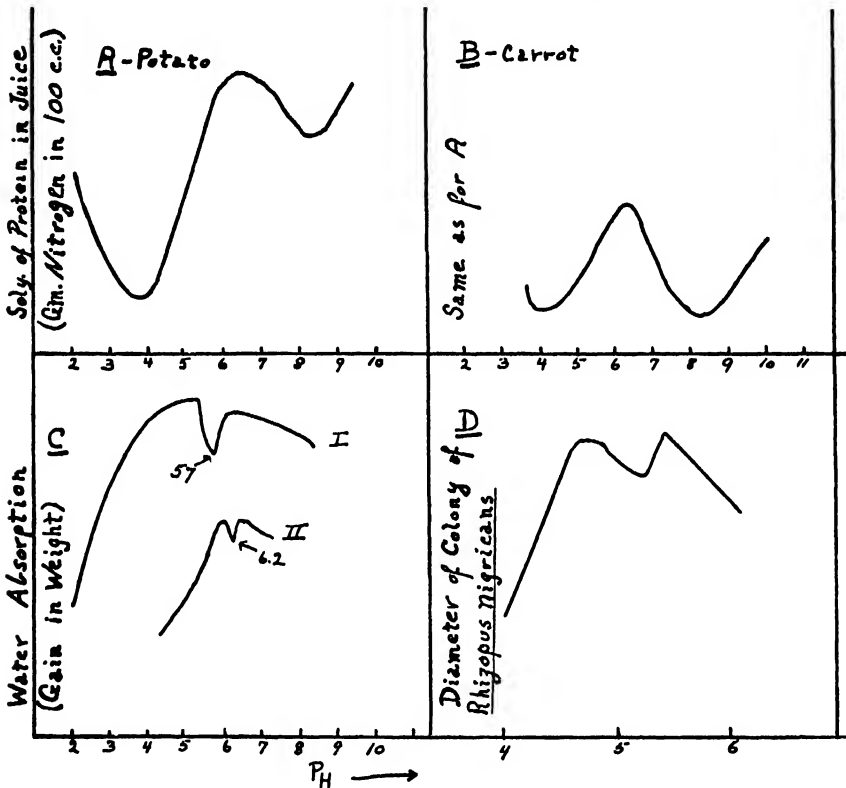 A-Potato
Soly. of Protein in Juice
(Gm. Nitrogen in 100 c.c.)
2 3 4 5 6 7 8 9 10
B-Carrot
Same as for A
2 3 4 5 6 7 8 9 10 11
C
Water Absorption
(Gain in Weight)
I
57
II
6.2
2 3 4 5 6 7 8 9 10
PH
D
Diameter of Colony of
Rhizopus Nigricans
4 5 6